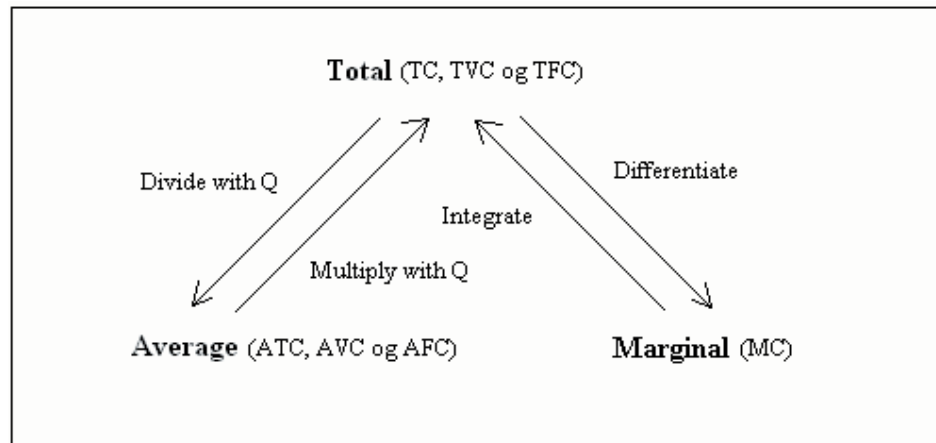 Total (TC, TVC og TFC)
Divide with Q
Differentiate
Integrate
Multiply with Q
Average (ATC, AVC og AFC)
Marginal (MC)